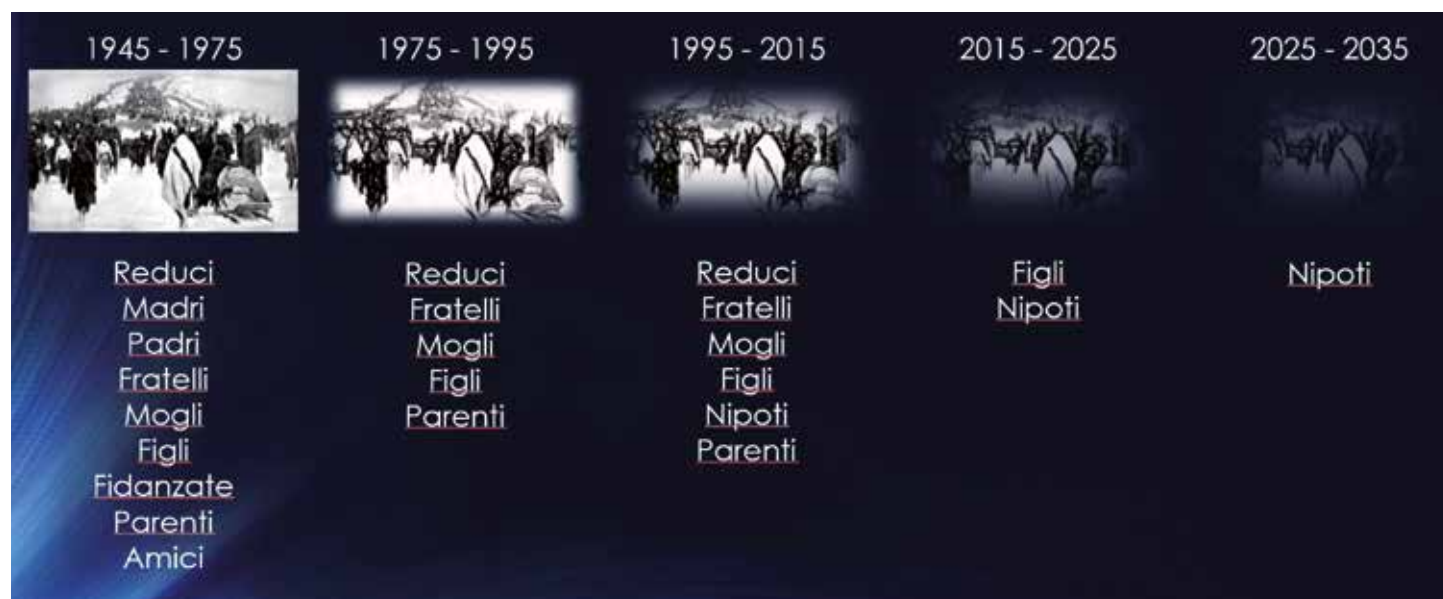 1945 - 1975
Reduci
Madri
Padri
Fratelli
Mogli
Figli
Fidanzate
Parenti
Amici
1975 - 1995
Reduci
Fratelli
Mogli
Figli
Parenti
1995 - 2015
Reduci
Fratelli
Mogli
Figli
Nipoti
Parenti
2015 - 2025
Figli
Nipoti
2025 - 2035
Nipoti